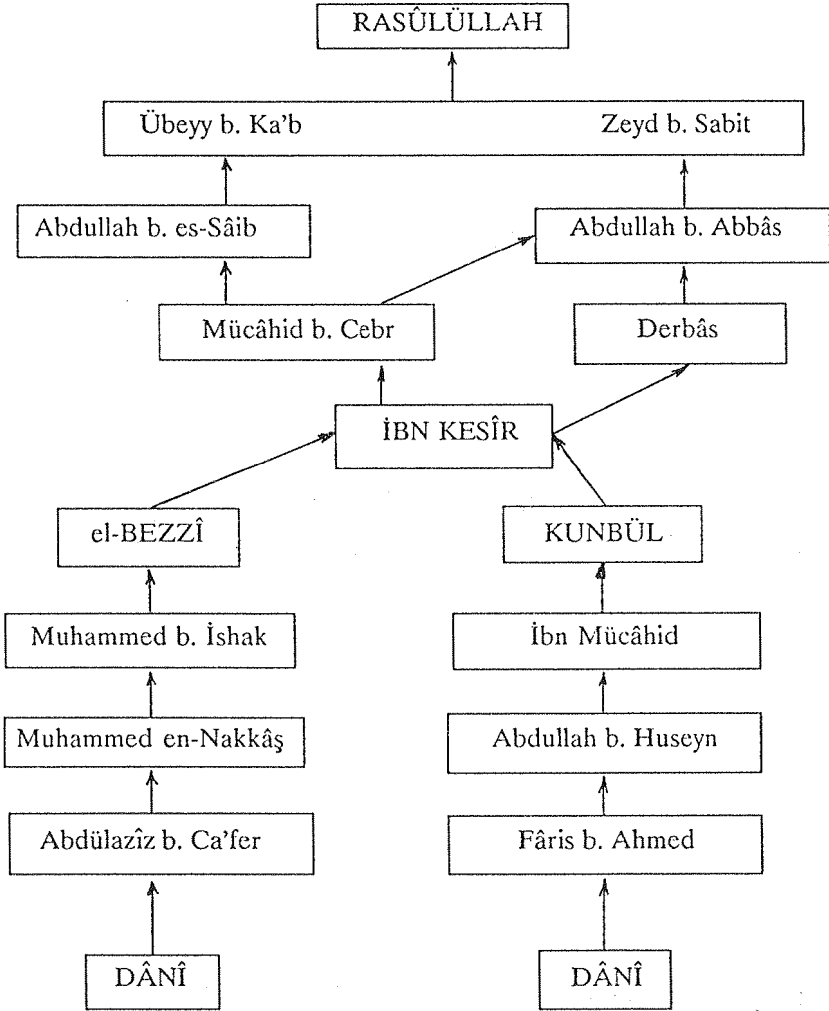 RASÛLÜLLAH
Übeyy b. Ka'b Zeyd b. Sabit
Abdullah b. es-Sâib Abdullah b. Abbâs
Mücâhid b. Cebr Derbâs
İBN KESÎR
el-BEZZÎ KUNBÜL
Muhammed b. İshak İbn Mücâhid
Muhammed en-Nakkâş Abdullah b. Huseyn
Abdülazîz b. Ca'fer Fâris b. Ahmed
DÂNÎ DÂNÎ